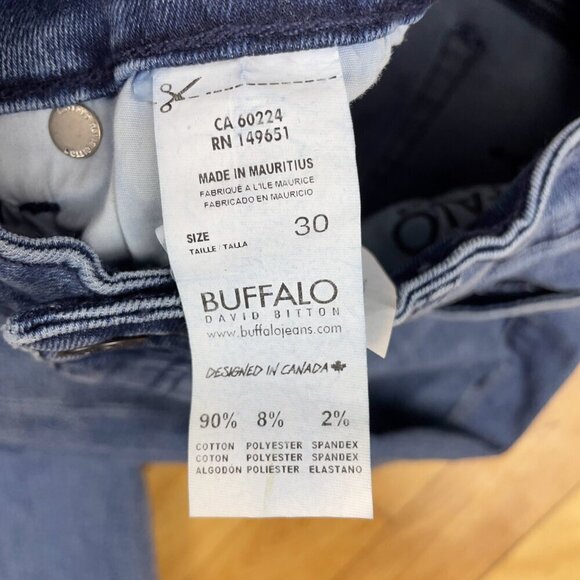 CA 60224
RN 149651
MADE IN MAURITIUS
FABRIQUÉ A L'ILE MAURICE
FABRICADO EN MAURICIO
SIZE 30
TAILLE / TALLA
BUFFALO
DAVID BITTON
www.buffalojeans.com
DESIGNED IN CANADA
90% 8% 2%
COTTON POLYESTER SPANDEX
COTON POLYESTER SPANDEX
ALGODÓN POLIÉSTER ELASTANO